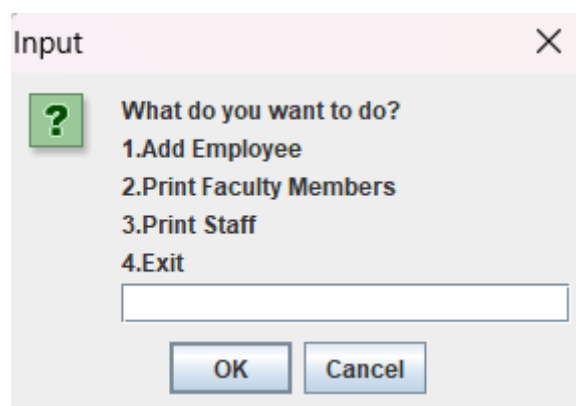 Input
What do you want to do?
1.Add Employee
2.Print Faculty Members
3.Print Staff
4.Exit
OK Cancel